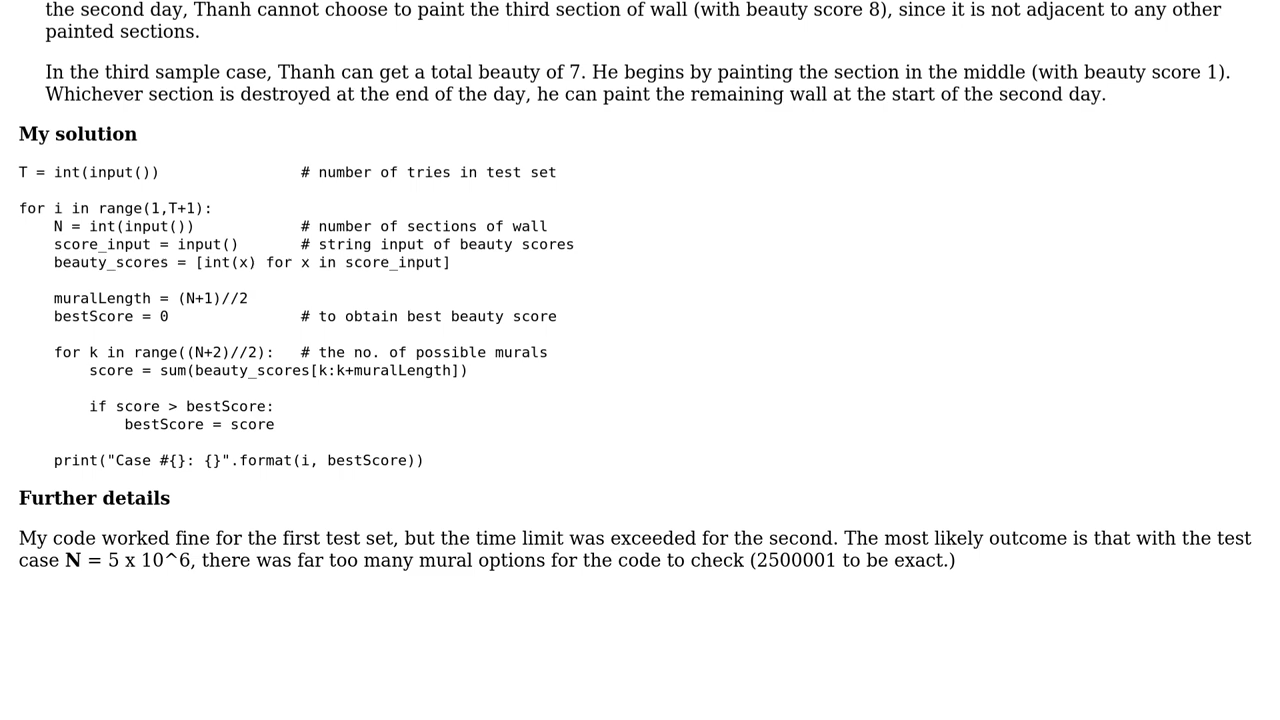 the second day, Thanh cannot choose to paint the third section of wall (with beauty score 8), since it is not adjacent to any other
painted sections.
In the third sample case, Thanh can get a total beauty of 7. He begins by painting the section in the middle (with beauty score 1).
Whichever section is destroyed at the end of the day, he can paint the remaining wall at the start of the second day.
My solution
T = int(input())                # number of tries in test set
for i in range(1,T+1):
    N = int(input())            # number of sections of wall
    score_input = input()       # string input of beauty scores
    beauty_scores = [int(x) for x in score_input]
    muralLength = (N+1)//2
    bestScore = 0               # to obtain best beauty score
    for k in range((N+2)//2):   # the no. of possible murals
        score = sum(beauty_scores[k:k+muralLength])
        if score > bestScore:
            bestScore = score
    print("Case #{}: {}".format(i, bestScore))
Further details
My code worked fine for the first test set, but the time limit was exceeded for the second. The most likely outcome is that with the test
case N = 5 x 10^6, there was far too many mural options for the code to check (2500001 to be exact.)